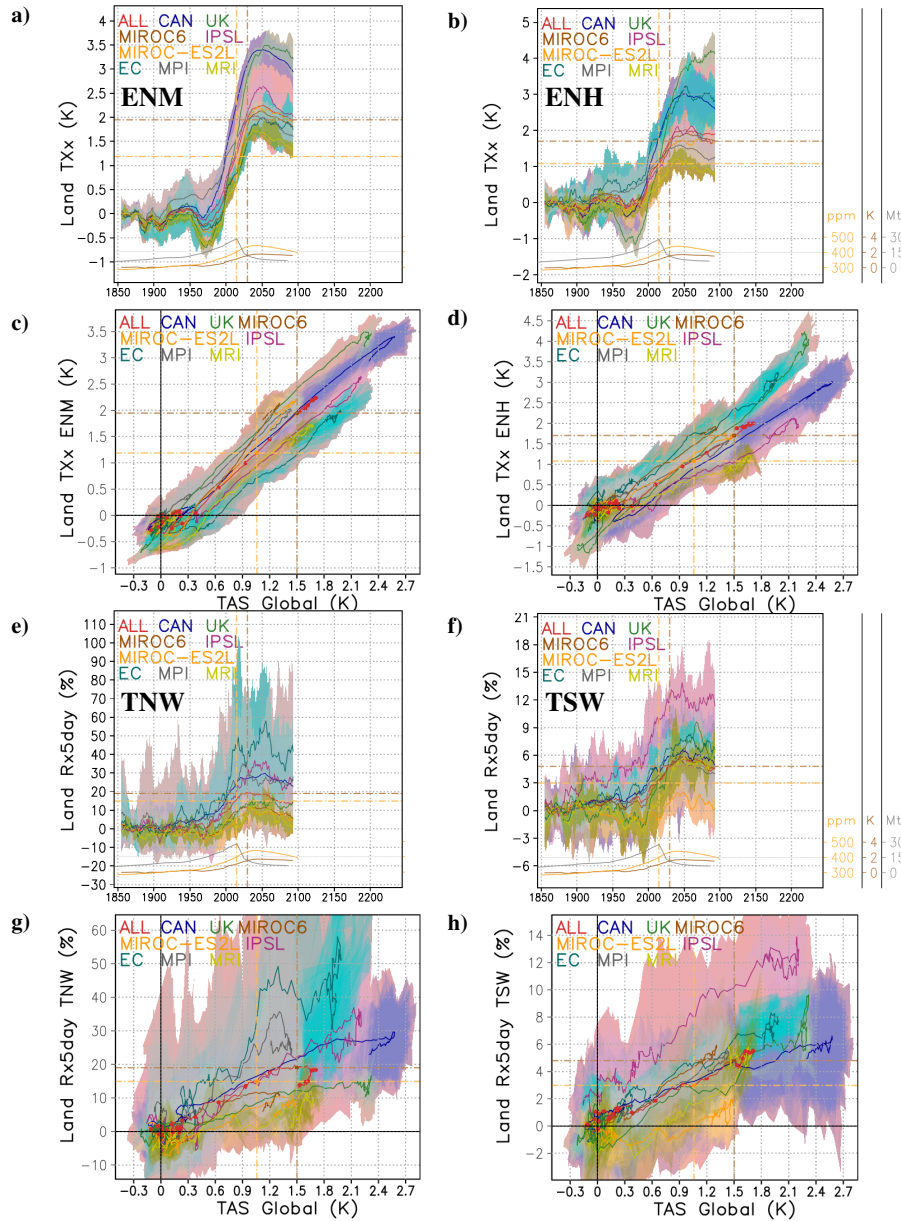 a)
ALL CAN UK
MIROC6 IPSL
MIROC-ES2L
EC MPI MRI
ENM
Land TXx (K)
4
3.5
3
2.5
2
1.5
1
0.5
0
-0.5
-1
1850 1900 1950 2000 2050 2100 2150 2200
b)
ALL CAN UK
MIROC6 IPSL
MIROC-ES2L
EC MPI MRI
ENH
Land TXx (K)
5
4
3
2
1
0
-1
-2
1850 1900 1950 2000 2050 2100 2150 2200
ppm K Mt
500 4 30
400 2 15
300 0 0
c)
ALL CAN UK MIROC6
MIROC-ES2L IPSL
EC MPI MRI
Land TXx ENM (K)
3.5
3
2.5
2
1.5
1
0.5
0
-0.5
-1
-0.3 0 0.3 0.6 0.9 1.2 1.5 1.8 2.1 2.4 2.7
TAS Global (K)
d)
ALL CAN UK MIROC6
MIROC-ES2L IPSL
EC MPI MRI
Land TXx ENH (K)
4.5
4
3.5
3
2.5
2
1.5
1
0.5
0
-0.5
-1
-1.5
-0.3 0 0.3 0.6 0.9 1.2 1.5 1.8 2.1 2.4 2.7
TAS Global (K)
e)
ALL CAN UK
MIROC6 IPSL
MIROC-ES2L
EC MPI MRI
TNW
Land Rx5day (%)
110
100
90
80
70
60
50
40
30
20
10
0
-10
-20
-30
1850 1900 1950 2000 2050 2100 2150 2200
f)
ALL CAN UK
MIROC6 IPSL
MIROC-ES2L
EC MPI MRI
TSW
Land Rx5day (%)
21
18
15
12
9
6
3
0
-3
-6
1850 1900 1950 2000 2050 2100 2150 2200
ppm K Mt
500 4 30
400 2 15
300 0 0
g)
ALL CAN UK MIROC6
MIROC-ES2L IPSL
EC MPI MRI
Land Rx5day TNW (%)
60
50
40
30
20
10
0
-10
-0.3 0 0.3 0.6 0.9 1.2 1.5 1.8 2.1 2.4 2.7
TAS Global (K)
h)
ALL CAN UK MIROC6
MIROC-ES2L IPSL
EC MPI MRI
Land Rx5day TSW (%)
14
12
10
8
6
4
2
0
-2
-0.3 0 0.3 0.6 0.9 1.2 1.5 1.8 2.1 2.4 2.7
TAS Global (K)